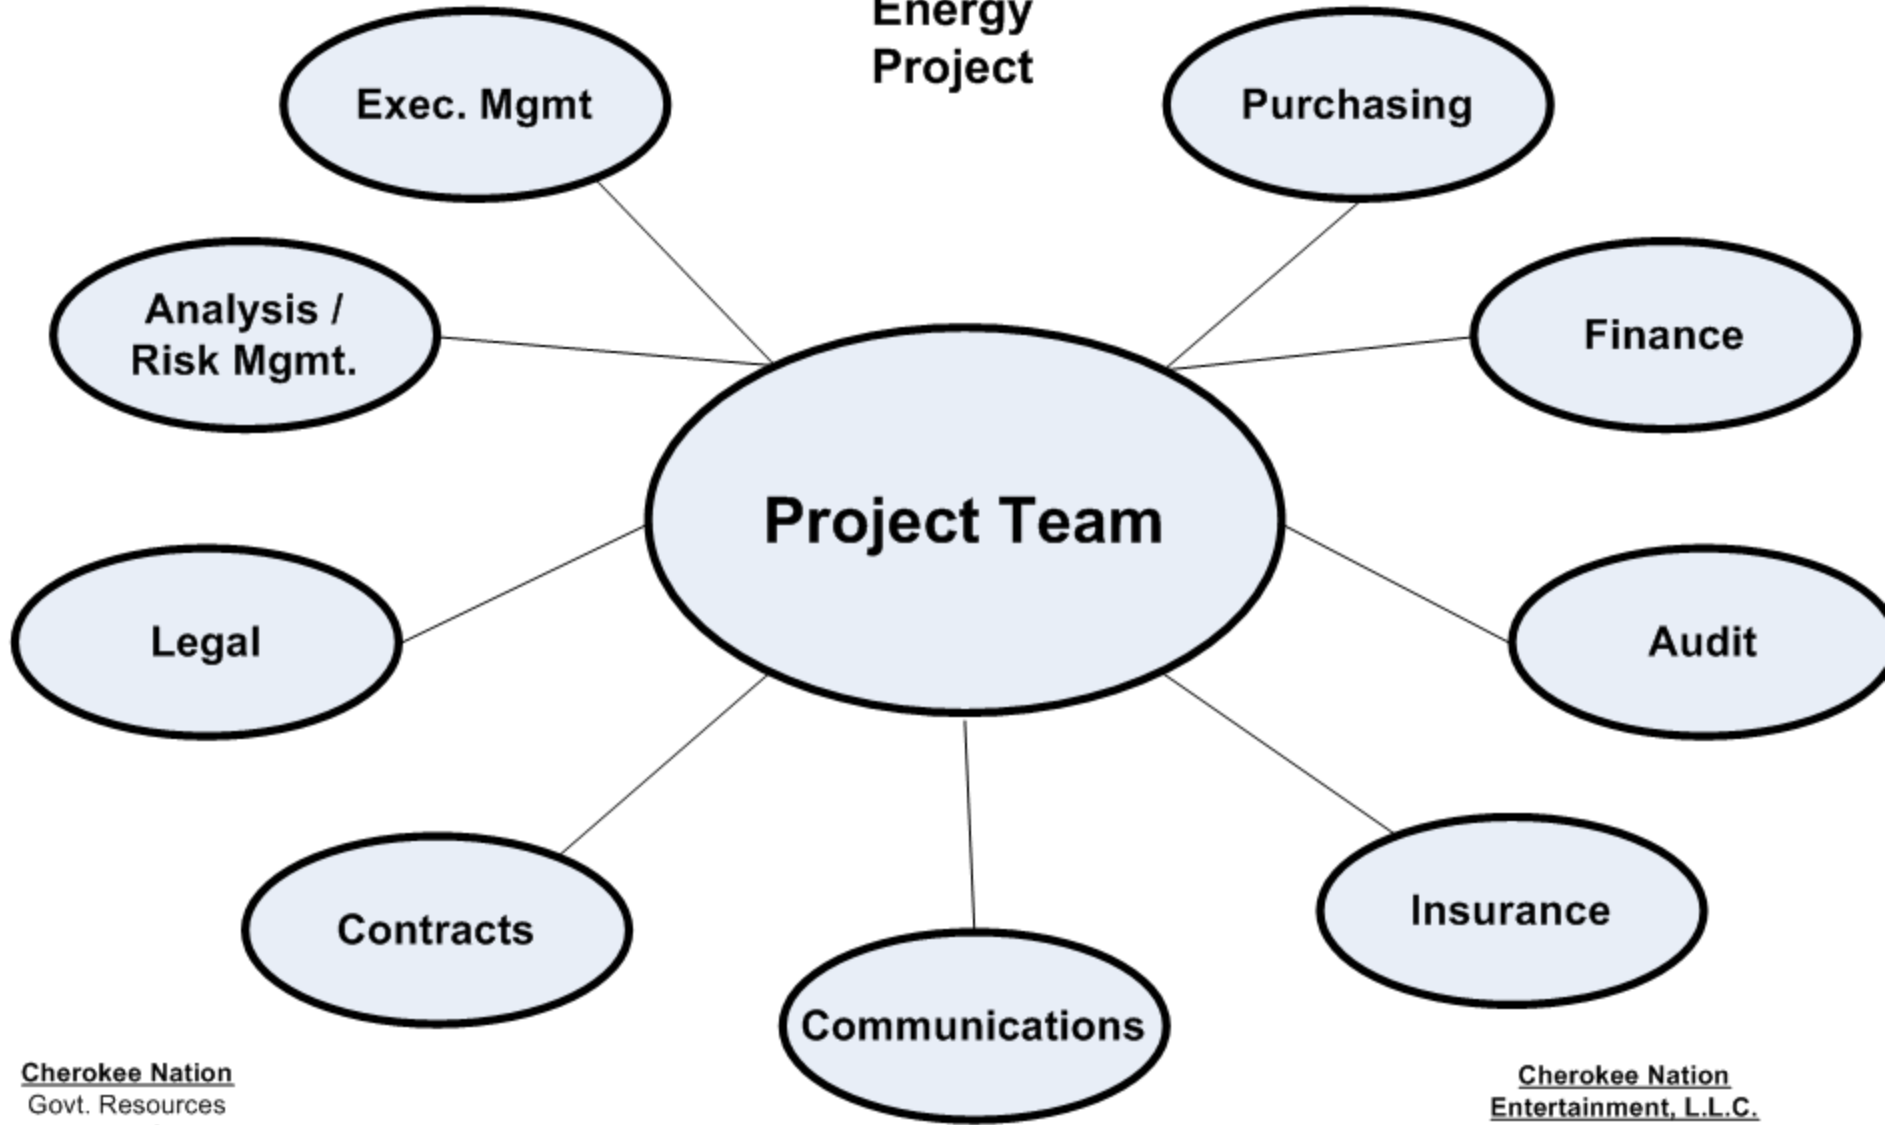 Energy
Project
Exec. Mgmt
Purchasing
Analysis /
Risk Mgmt.
Finance
Project Team
Legal
Audit
Contracts
Insurance
Communications
Cherokee Nation
Govt. Resources
Cherokee Nation
Entertainment, L.L.C.